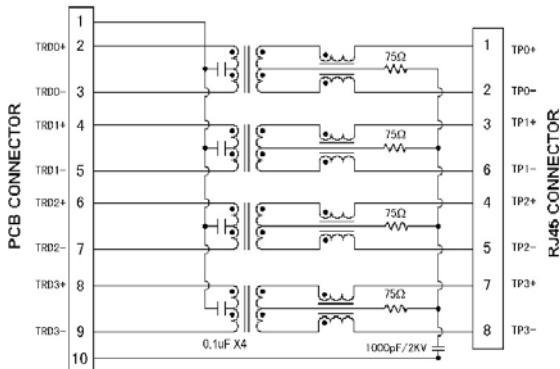 1
TRD0+ 2 75Ω 1 TP0+
TRD0- 3 2 TP0-
TRD1+ 4 75Ω 3 TP1+
TRD1- 5 6 TP1-
TRD2+ 6 75Ω 4 TP2+
TRD2- 7 5 TP2-
TRD3+ 8 75Ω 7 TP3+
TRD3- 9 8 TP3-
0.1uF X4 1000pF/2KV
10
PCB CONNECTOR
RJ45 CONNECTOR